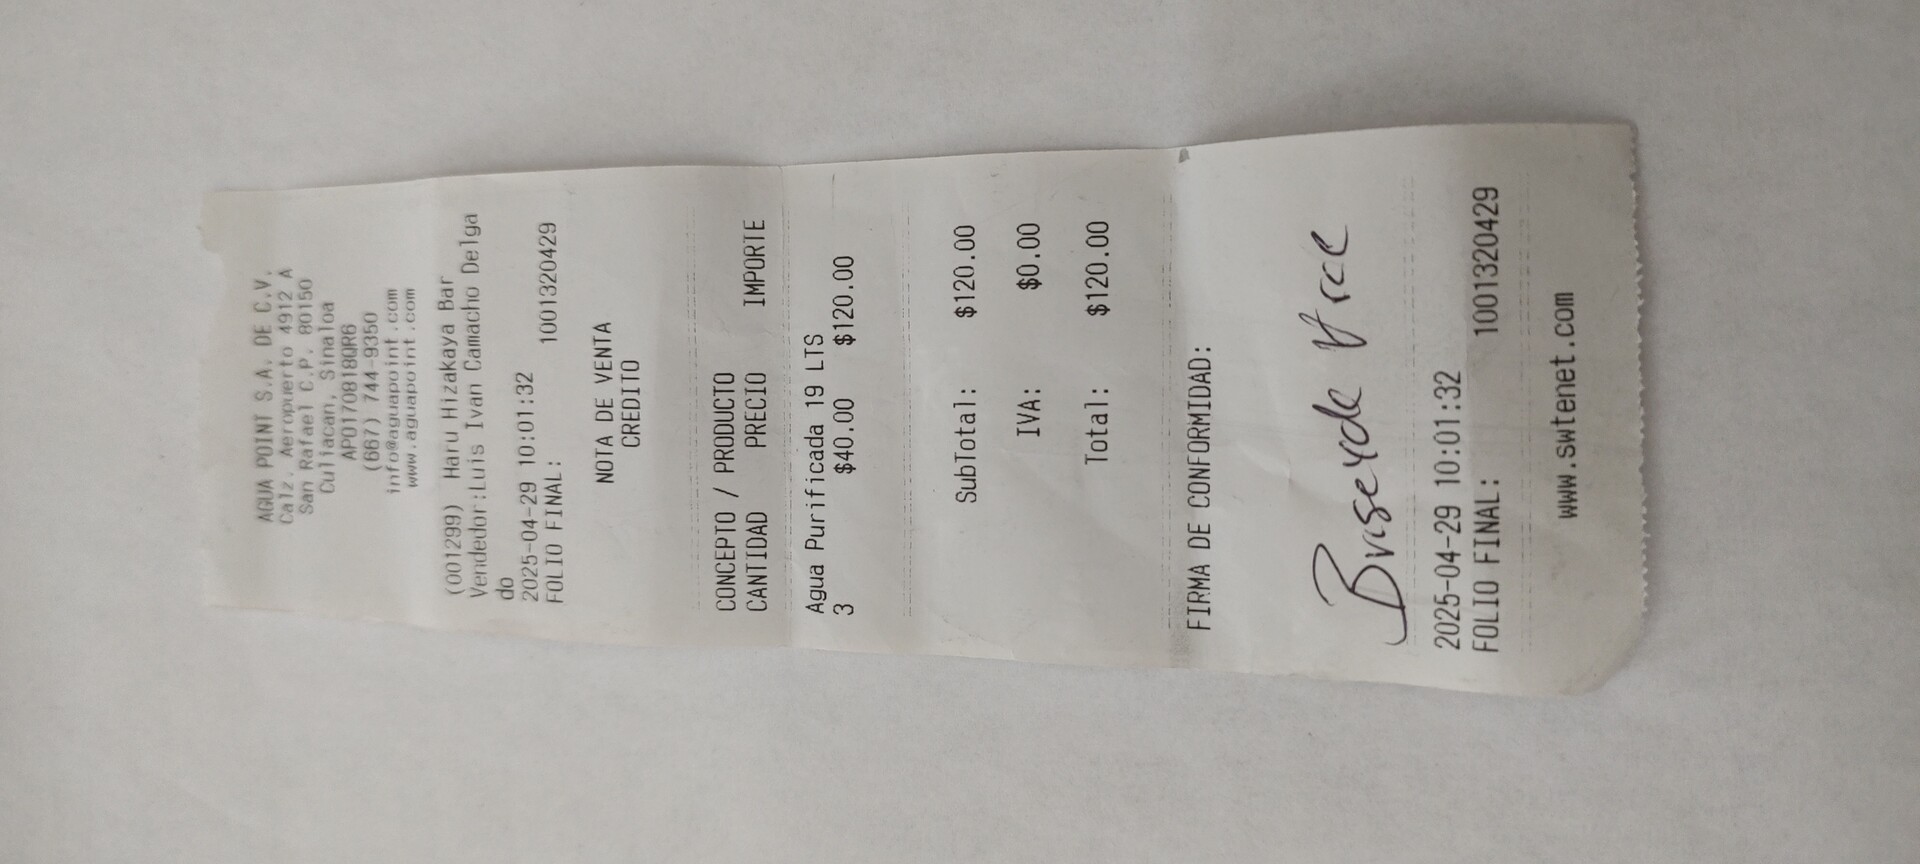 AGUA POINT S.A. DE C.V.
Calz. Aeropuerto 4912 A
San Rafael C.P. 80150
Culiacan, Sinaloa
APO170818QR6
(667) 744-9350
info@aguapoint.com
www.aguapoint.com
(001299) Haru Hizakaya Bar
Vendedor:Luis Ivan Camacho Delga
do
2025-04-29 10:01:32
FOLIO FINAL: 1001320429
NOTA DE VENTA
CREDITO
CONCEPTO / PRODUCTO
CANTIDAD PRECIO IMPORTE
Agua Purificada 19 LTS
3 $40.00 $120.00
SubTotal: $120.00
IVA: $0.00
Total: $120.00
FIRMA DE CONFORMIDAD:
2025-04-29 10:01:32
FOLIO FINAL: 1001320429
www.swtenet.com